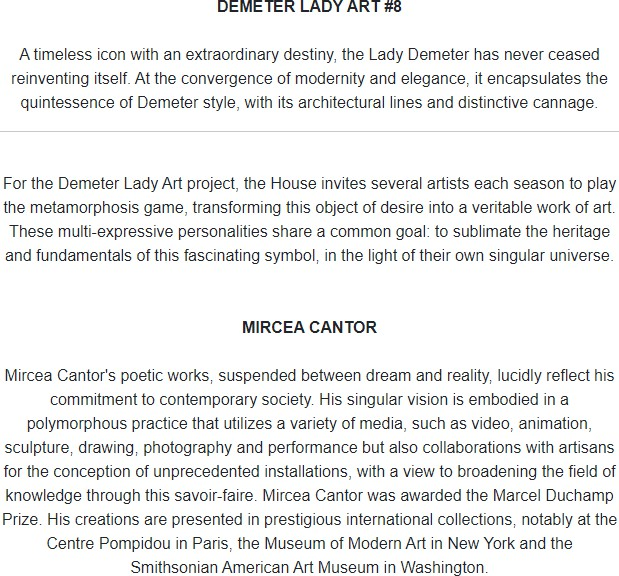 DEMETER LADY ART #8
A timeless icon with an extraordinary destiny, the Lady Demeter has never ceased
reinventing itself. At the convergence of modernity and elegance, it encapsulates the
quintessence of Demeter style, with its architectural lines and distinctive cannage.
For the Demeter Lady Art project, the House invites several artists each season to play
the metamorphosis game, transforming this object of desire into a veritable work of art.
These multi-expressive personalities share a common goal: to sublimate the heritage
and fundamentals of this fascinating symbol, in the light of their own singular universe.
MIRCEA CANTOR
Mircea Cantor's poetic works, suspended between dream and reality, lucidly reflect his
commitment to contemporary society. His singular vision is embodied in a
polymorphous practice that utilizes a variety of media, such as video, animation,
sculpture, drawing, photography and performance but also collaborations with artisans
for the conception of unprecedented installations, with a view to broadening the field of
knowledge through this savoir-faire. Mircea Cantor was awarded the Marcel Duchamp
Prize. His creations are presented in prestigious international collections, notably at the
Centre Pompidou in Paris, the Museum of Modern Art in New York and the
Smithsonian American Art Museum in Washington.